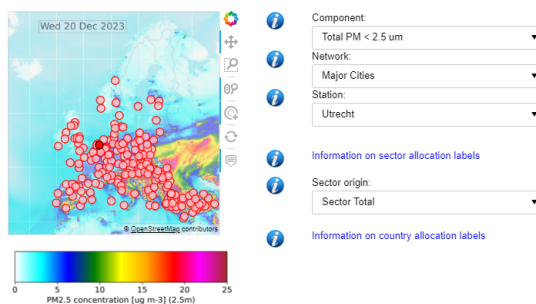 Wed 20 Dec 2023
© OpenStreetMap contributors
0 5 10 15 20 25
PM2.5 concentration [ug m-3] (2.5m)
Component:
Total PM < 2.5 um
Network:
Major Cities
Station:
Utrecht
Information on sector allocation labels
Sector origin:
Sector Total
Information on country allocation labels